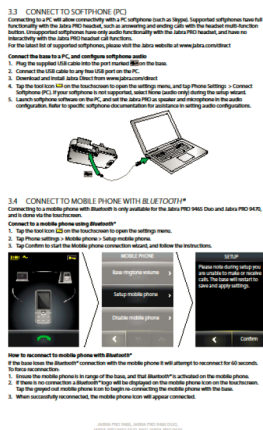 3.3 CONNECT TO SOFTPHONE (PC)
Connecting to a PC will allow connectivity with a PC softphone (such as Skype). Supported softphones have full
functionality with the Jabra PRO headset, such as answering and ending calls with the headset multi-function
button. Unsupported softphones have only audio functionality with the Jabra PRO headset, and have no
interactivity with the Jabra PRO headset call functions.
For the latest list of supported softphones, please visit the Jabra website at www.jabra.com/direct
Connect the base to a PC, and configure softphone audio
1. Plug the supplied USB cable into the port marked on the base.
2. Connect the USB cable to any free USB port on the PC.
3. Download and install Jabra Direct from www.jabra.com/direct
4. Tap the tool icon on the touchscreen to open the settings menu, and tap Phone Settings > Connect
Softphone (PC). If your softphone is not supported, select None (audio only) during the setup wizard.
5. Launch softphone software on the PC, and set the Jabra PRO as speaker and microphone in the audio
configuration. Refer to specific softphone documentation for assistance in setting audio configurations.
3.4 CONNECT TO MOBILE PHONE WITH BLUETOOTH®
Connecting to a mobile phone with Bluetooth is only available for the Jabra PRO 9465 Duo and Jabra PRO 9470,
and is done via the touchscreen.
Connect to a mobile phone using Bluetooth®
1. Tap the tool icon on the touchscreen to open the settings menu.
2. Tap Phone settings > Mobile phone > Setup mobile phone.
3. Tap Confirm to start the Mobile phone connection wizard, and follow the instructions.
MOBILE PHONE
Base ringtone volume
Setup mobile phone
Disable mobile phone
SETUP
Please note during setup you
are unable to make or receive
calls. The base will restart to
save and apply settings.
Confirm
How to reconnect to mobile phone with Bluetooth®
If the base loses the Bluetooth® connection with the mobile phone it will attempt to reconnect for 60 seconds.
To force reconnection:
1. Ensure the mobile phone is in range of the base, and that Bluetooth® is activated on the mobile phone.
2. If there is no connection a Bluetooth® logo will be displayed on the mobile phone icon on the touchscreen.
Tap the greyed out mobile phone icon to begin re-connecting the mobile phone with the base.
3. When successfully reconnected, the mobile phone icon will appear connected.